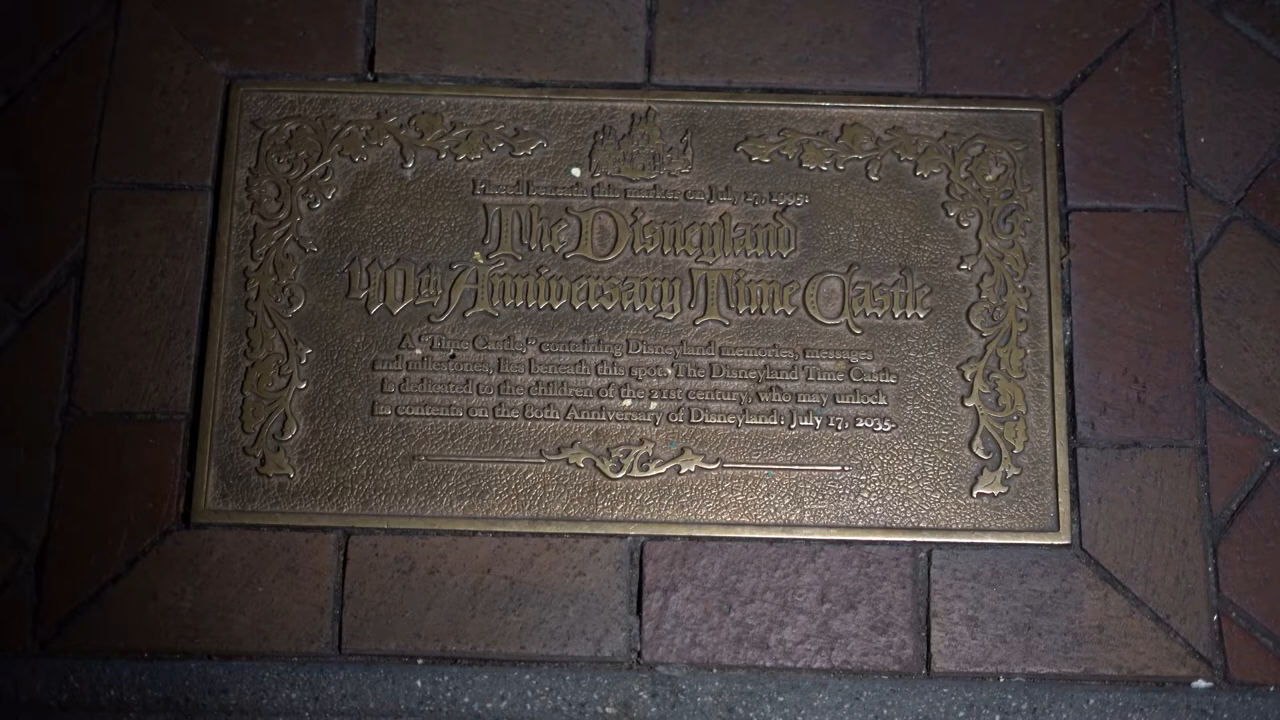 Placed beneath this marker on July 17, 1995:
The Disneyland
40th Anniversary Time Castle
A "Time Castle," containing Disneyland memories, messages
and milestones, lies beneath this spot. The Disneyland Time Castle
is dedicated to the children of the 21st century, who may unlock
its contents on the 80th Anniversary of Disneyland: July 17, 2035.